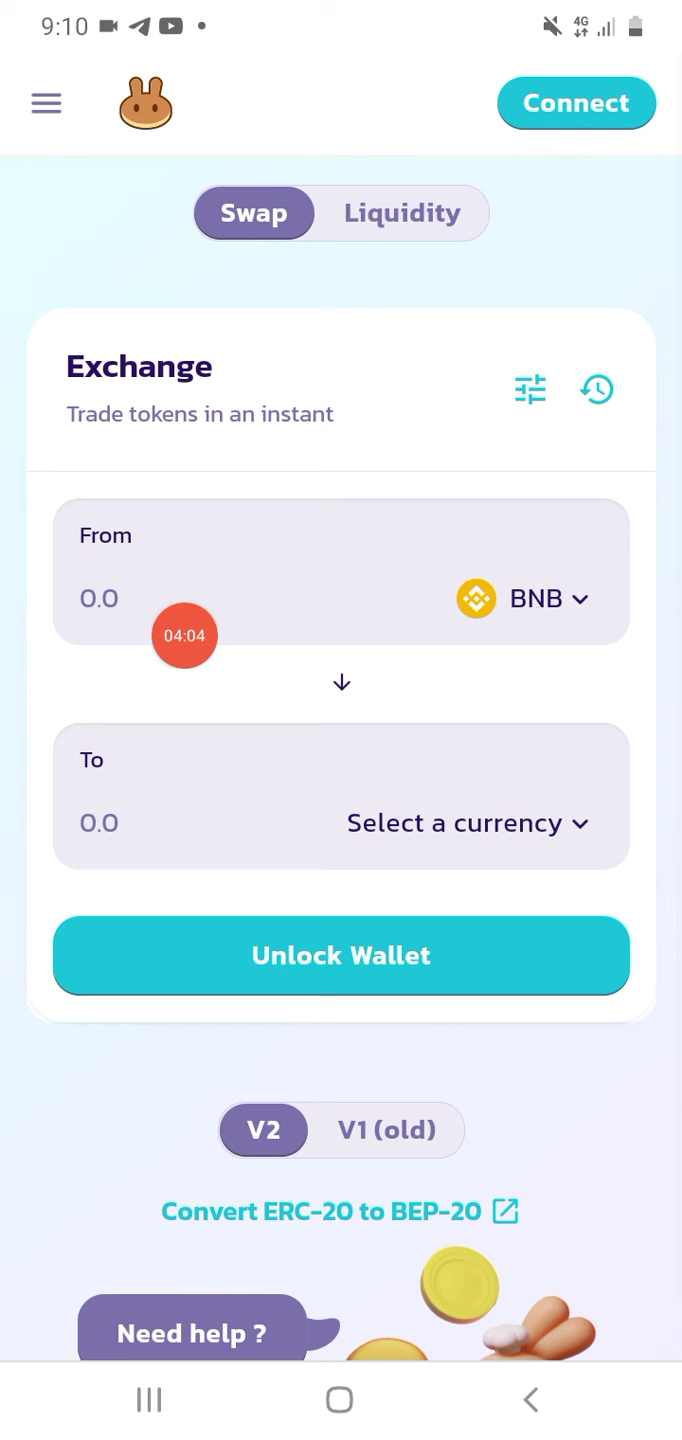 9:10
4G
Connect
Swap
Liquidity
Exchange
Trade tokens in an instant
From
0.0
BNB
04:04
To
0.0
Select a currency
Unlock Wallet
V2
V1 (old)
Convert ERC-20 to BEP-20
Need help ?